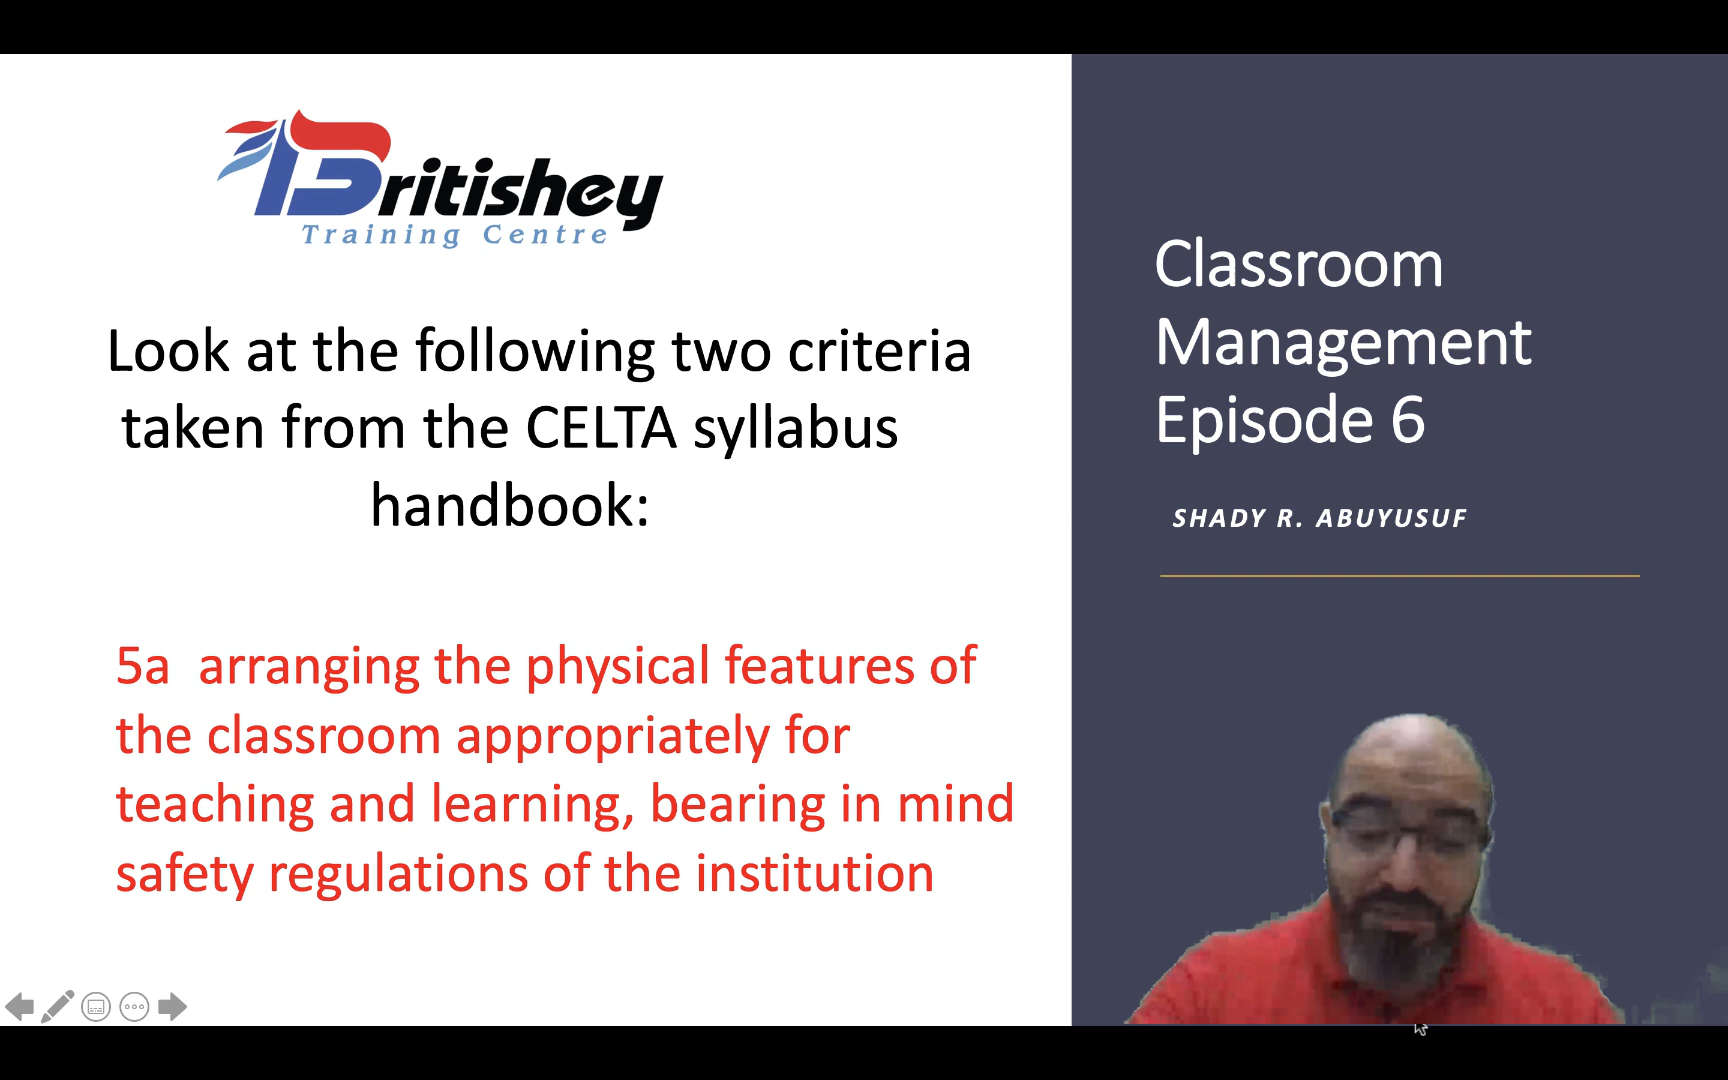 Britishey
Training Centre
Look at the following two criteria
taken from the CELTA syllabus
handbook:
5a  arranging the physical features of
the classroom appropriately for
teaching and learning, bearing in mind
safety regulations of the institution
Classroom
Management
Episode 6
SHADY R. ABUYUSUF